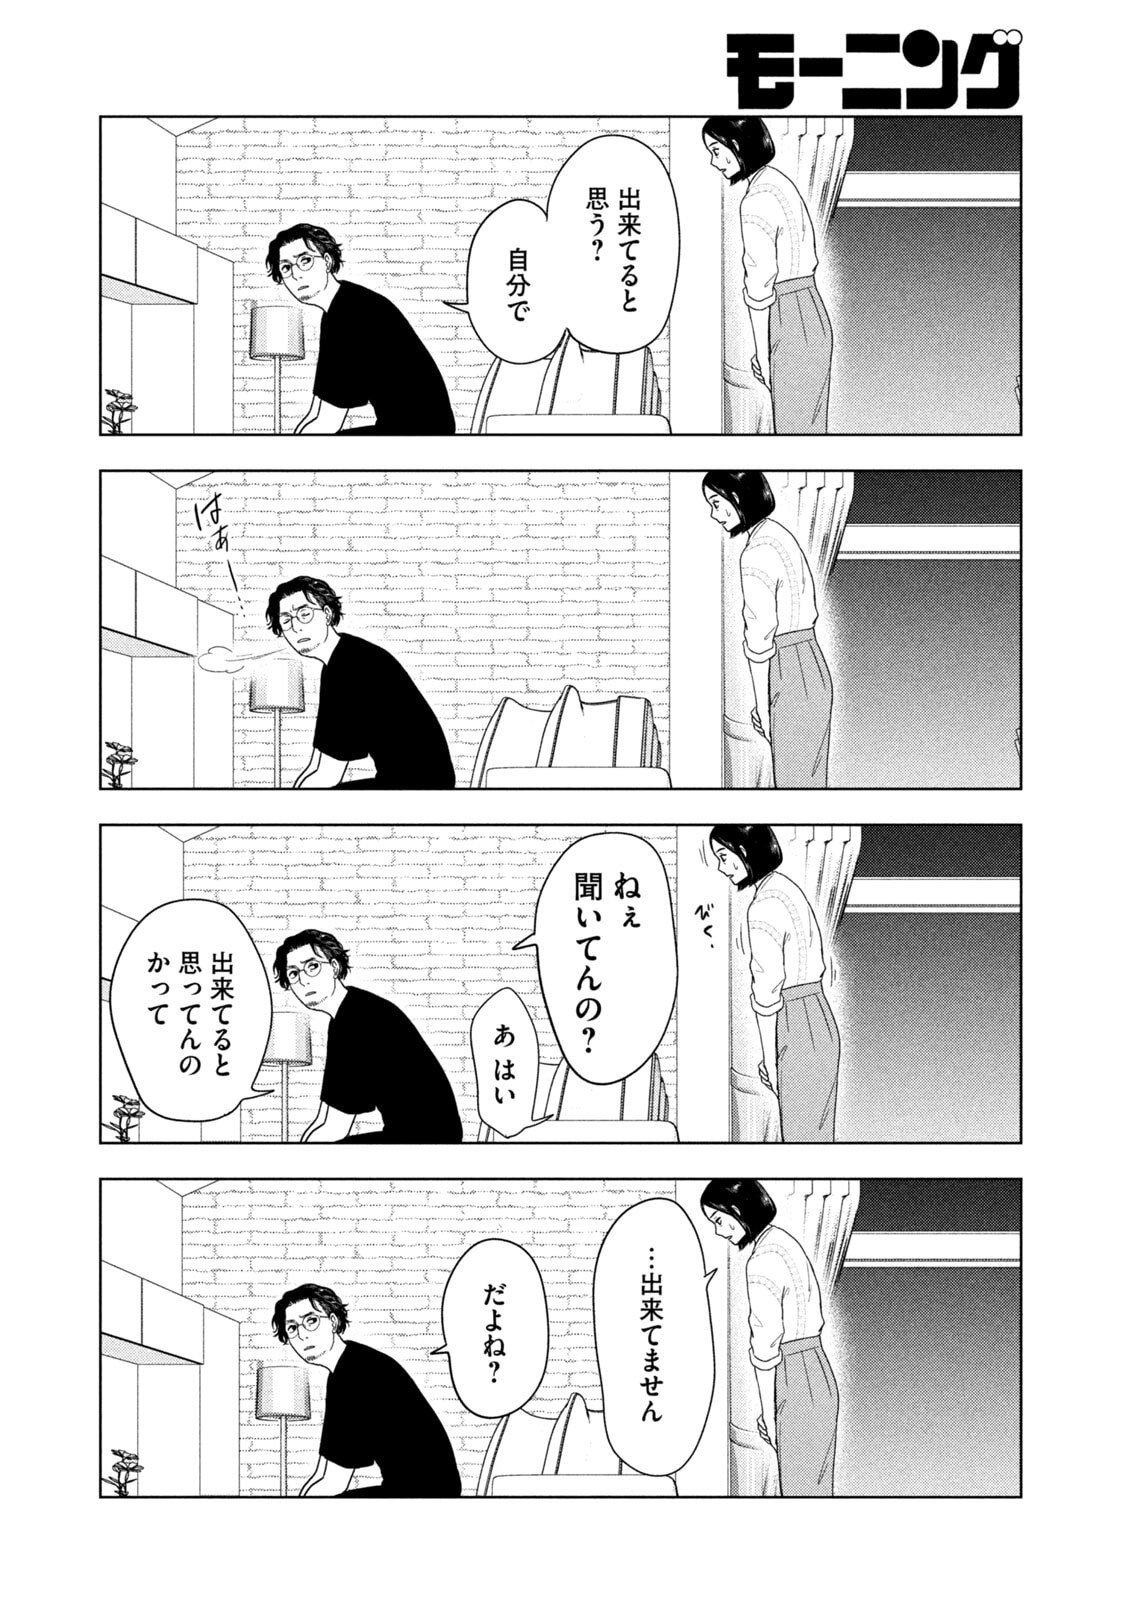 モーニング
出来てると
思う？
自分で
はぁー…
ねぇ
聞いてんの？
びくっ
あ はい
出来てると
思ってんの
かって
…出来てません
だよね？